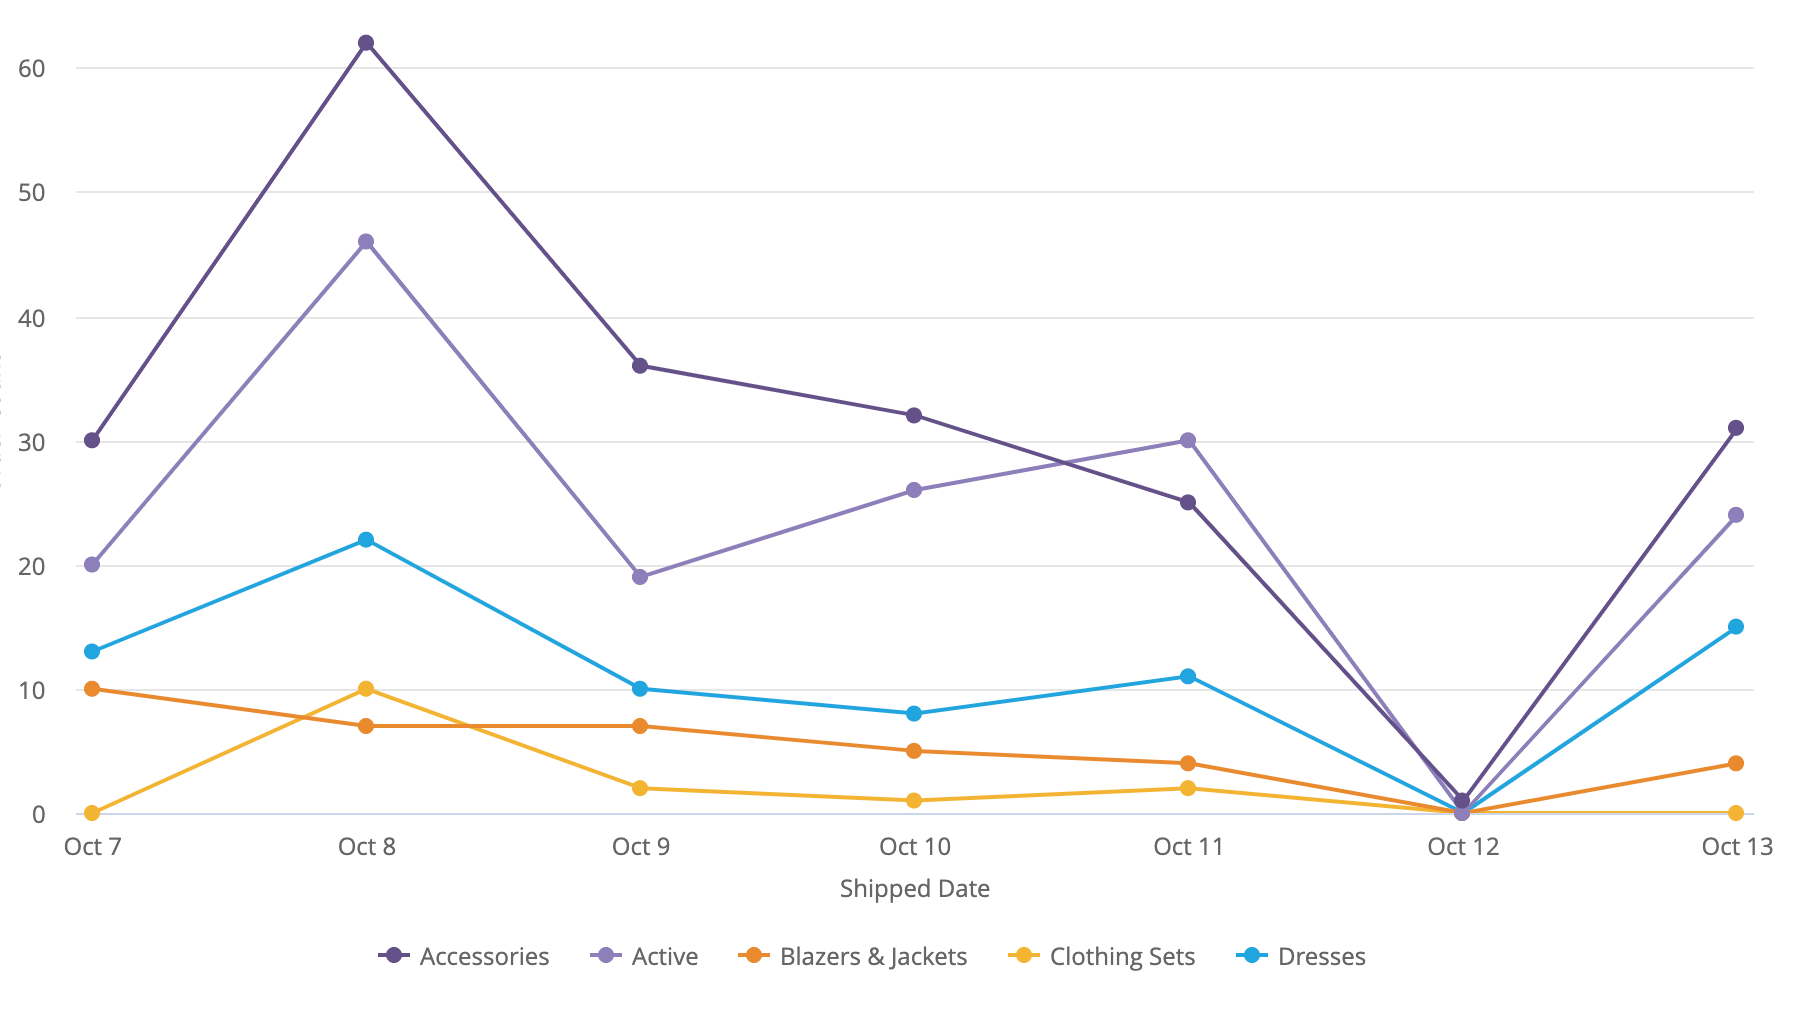 60
50
40
30
20
10
0
Oct 7 Oct 8 Oct 9 Oct 10 Oct 11 Oct 12 Oct 13
Shipped Date
Accessories Active Blazers & Jackets Clothing Sets Dresses